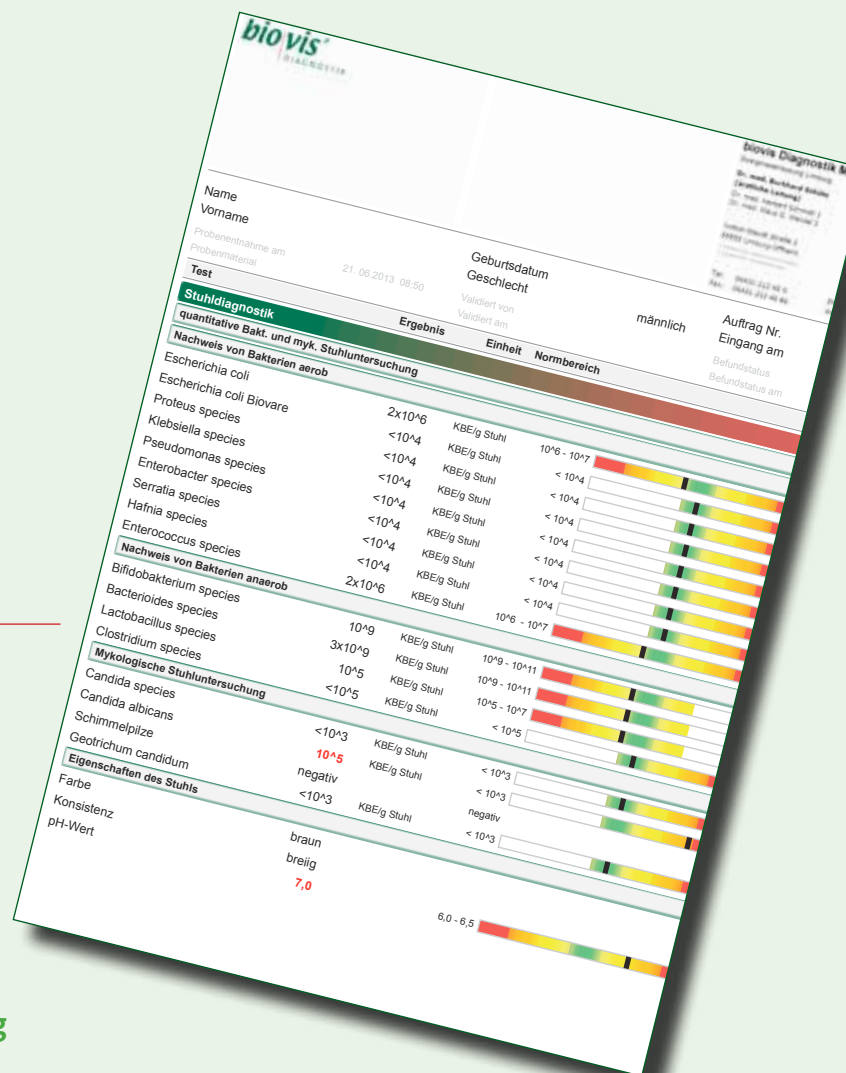 bio vis
DIAGNOSTIK
biovis Diagnostik M
Dr. med. Burkhard Schütz
(ärztliche Leitung)
Name
Vorname
Geburtsdatum
Geschlecht
männlich
Auftrag Nr.
Eingang am
Probenentnahme am
Probenmaterial
21. 06.2013 08:50
Validiert von
Validiert am
Befundstatus
Befundstatus am
Test Ergebnis Einheit Normbereich
Stuhldiagnostik
quantitative Bakt. und myk. Stuhluntersuchung
Nachweis von Bakterien aerob
Escherichia coli 2x10^6 KBE/g Stuhl 10^6 - 10^7
Escherichia coli Biovare <10^4 KBE/g Stuhl < 10^4
Proteus species <10^4 KBE/g Stuhl < 10^4
Klebsiella species <10^4 KBE/g Stuhl < 10^4
Pseudomonas species <10^4 KBE/g Stuhl < 10^4
Enterobacter species <10^4 KBE/g Stuhl < 10^4
Serratia species <10^4 KBE/g Stuhl < 10^4
Hafnia species <10^4 KBE/g Stuhl < 10^4
Enterococcus species 2x10^6 KBE/g Stuhl 10^6 - 10^7
Nachweis von Bakterien anaerob
Bifidobakterium species 10^9 KBE/g Stuhl 10^9 - 10^11
Bacterioides species 3x10^9 KBE/g Stuhl 10^9 - 10^11
Lactobacillus species 10^5 KBE/g Stuhl 10^5 - 10^7
Clostridium species <10^5 KBE/g Stuhl < 10^5
Mykologische Stuhluntersuchung
Candida species <10^3 KBE/g Stuhl < 10^3
Candida albicans 10^5 KBE/g Stuhl < 10^3
Schimmelpilze negativ negativ
Geotrichum candidum <10^3 KBE/g Stuhl < 10^3
Eigenschaften des Stuhls
Farbe braun
Konsistenz breiig
pH-Wert 7,0 6,0 - 6,5
g